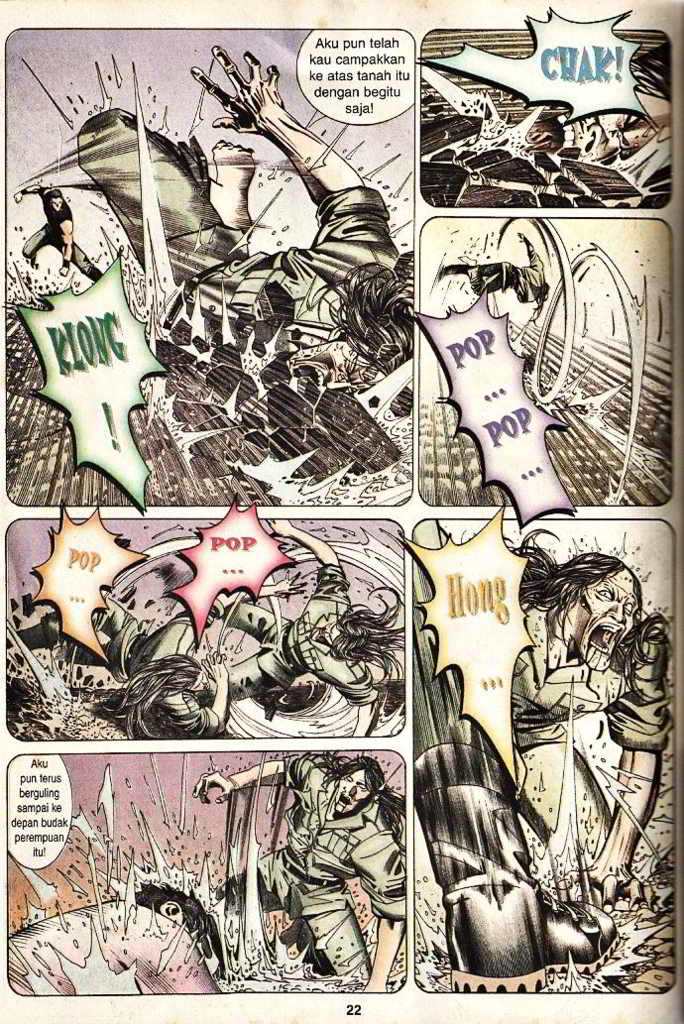 Aku pun telah
kau campakkan
ke atas tanah itu
dengan begitu
saja!
CHAK!
KLONG
!
POP
...
POP
...
POP
...
POP
...
Hong
...
Aku
pun terus
berguling
sampai ke
depan budak
perempuan
itu!
22